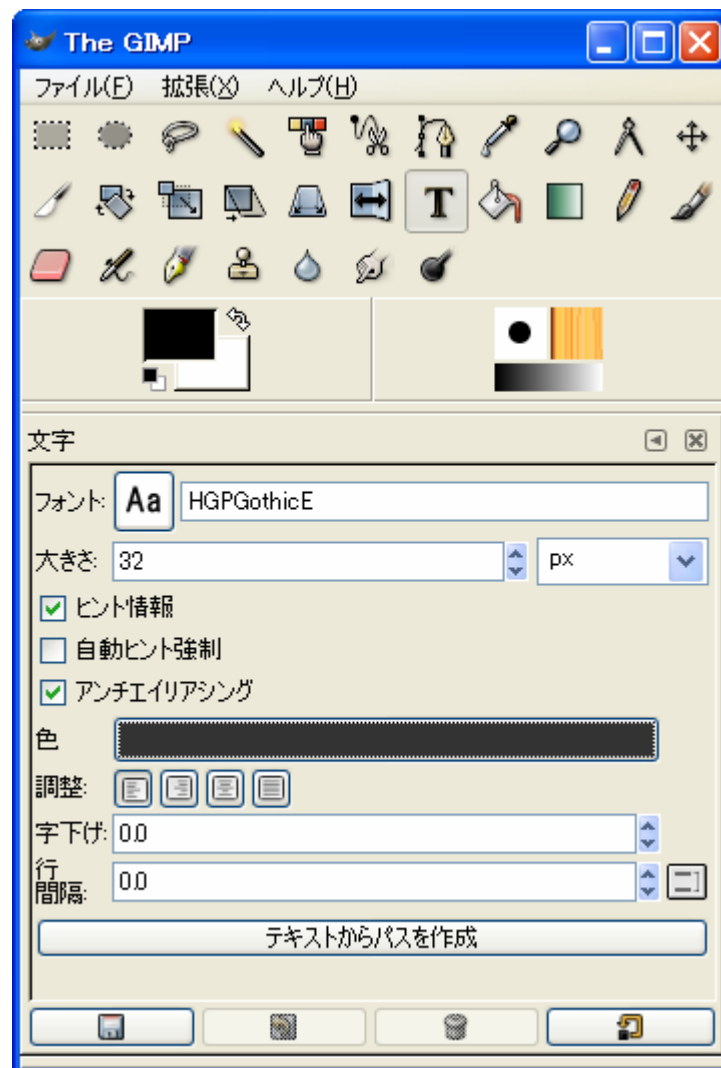 The GIMP
ファイル(F) 拡張(X) ヘルプ(H)
文字
フォント: Aa HGPGothicE
大きさ: 32 px
ヒント情報
自動ヒント強制
アンチエイリアシング
色
調整:
字下げ: 0.0
行
間隔: 0.0
テキストからパスを作成